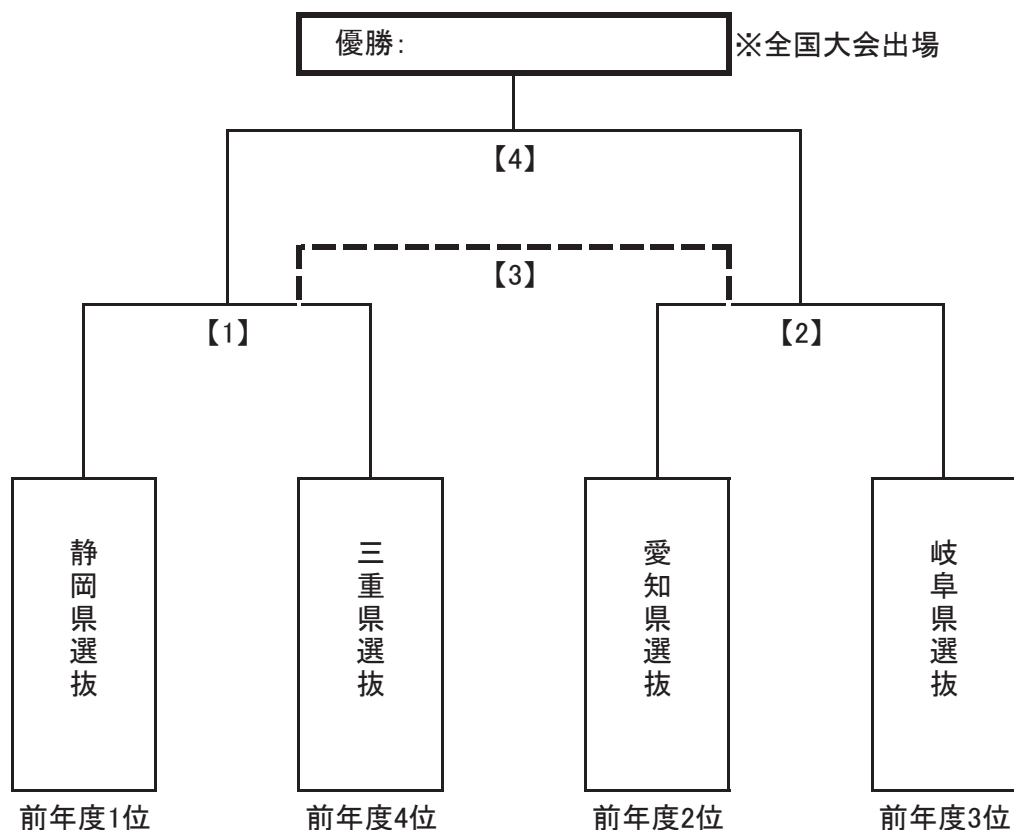 優勝：
※全国大会出場
【4】
【3】
【1】
【2】
静岡県選抜
三重県選抜
愛知県選抜
岐阜県選抜
前年度1位
前年度4位
前年度2位
前年度3位